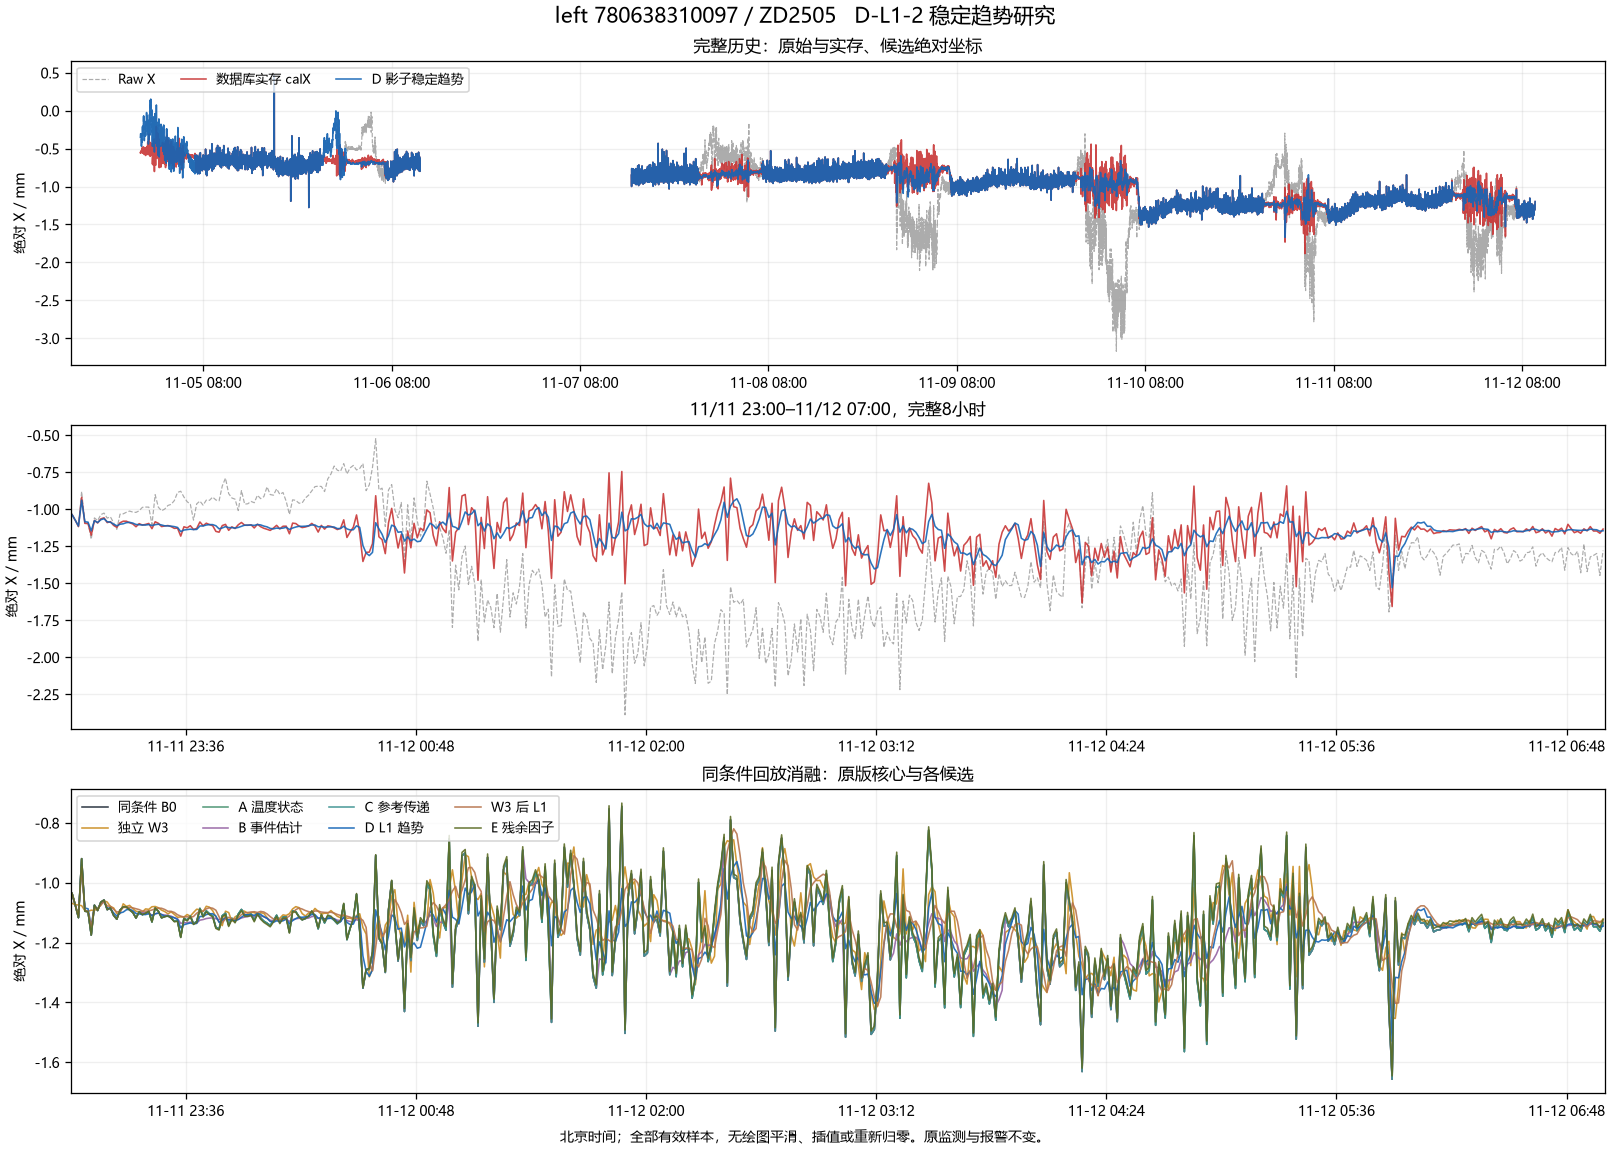 left 780638310097 / ZD2505   D-L1-2 稳定趋势研究
完整历史：原始与实存、候选绝对坐标
Raw X
数据库实存 calX
D 影子稳定趋势
绝对 X / mm
0.5
0.0
-0.5
-1.0
-1.5
-2.0
-2.5
-3.0
11-05 08:00
11-06 08:00
11-07 08:00
11-08 08:00
11-09 08:00
11-10 08:00
11-11 08:00
11-12 08:00
11/11 23:00–11/12 07:00，完整8小时
绝对 X / mm
-0.50
-0.75
-1.00
-1.25
-1.50
-1.75
-2.00
-2.25
11-11 23:36
11-12 00:48
11-12 02:00
11-12 03:12
11-12 04:24
11-12 05:36
11-12 06:48
同条件回放消融：原版核心与各候选
同条件 B0
A 温度状态
C 参考传递
W3 后 L1
独立 W3
B 事件估计
D L1 趋势
E 残余因子
绝对 X / mm
-0.8
-1.0
-1.2
-1.4
-1.6
11-11 23:36
11-12 00:48
11-12 02:00
11-12 03:12
11-12 04:24
11-12 05:36
11-12 06:48
北京时间；全部有效样本，无绘图平滑、插值或重新归零。原监测与报警不变。